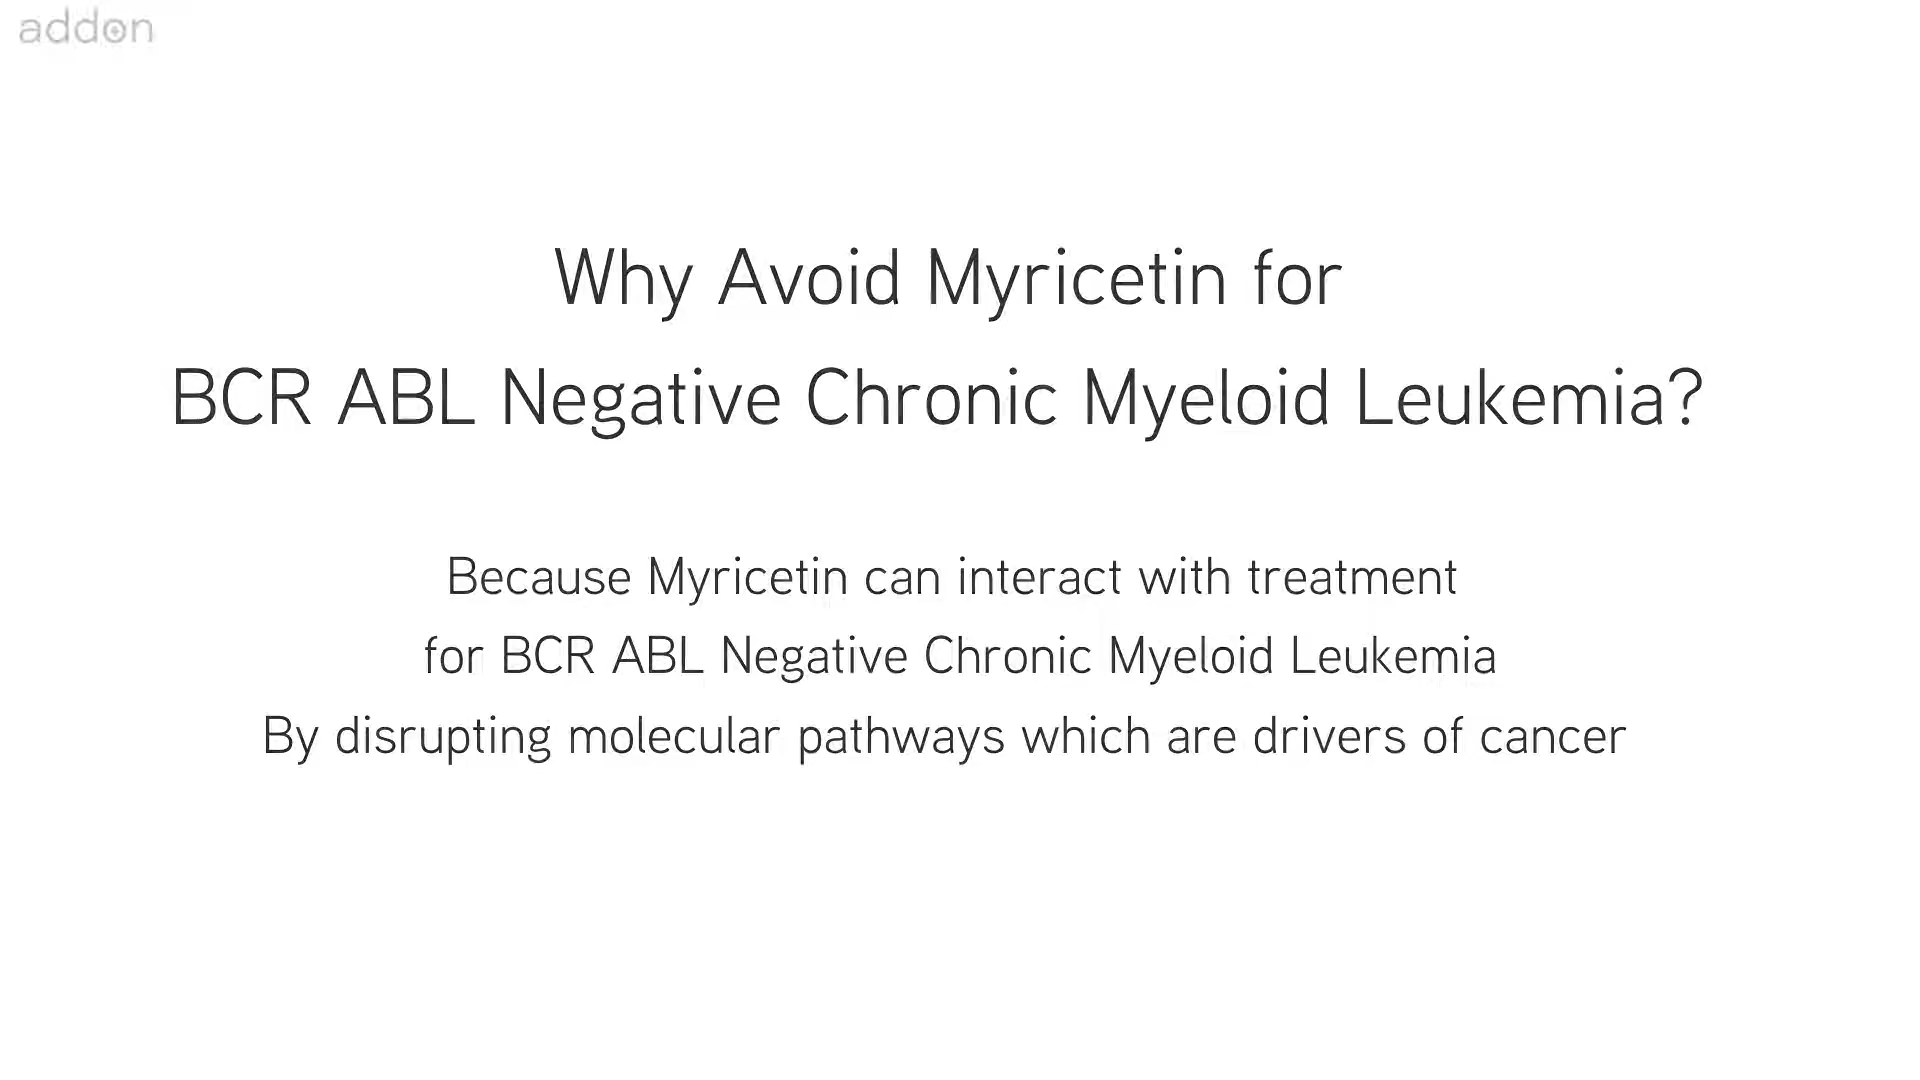 addon
Why Avoid Myricetin for
BCR ABL Negative Chronic Myeloid Leukemia?
Because Myricetin can interact with treatment
for BCR ABL Negative Chronic Myeloid Leukemia
By disrupting molecular pathways which are drivers of cancer